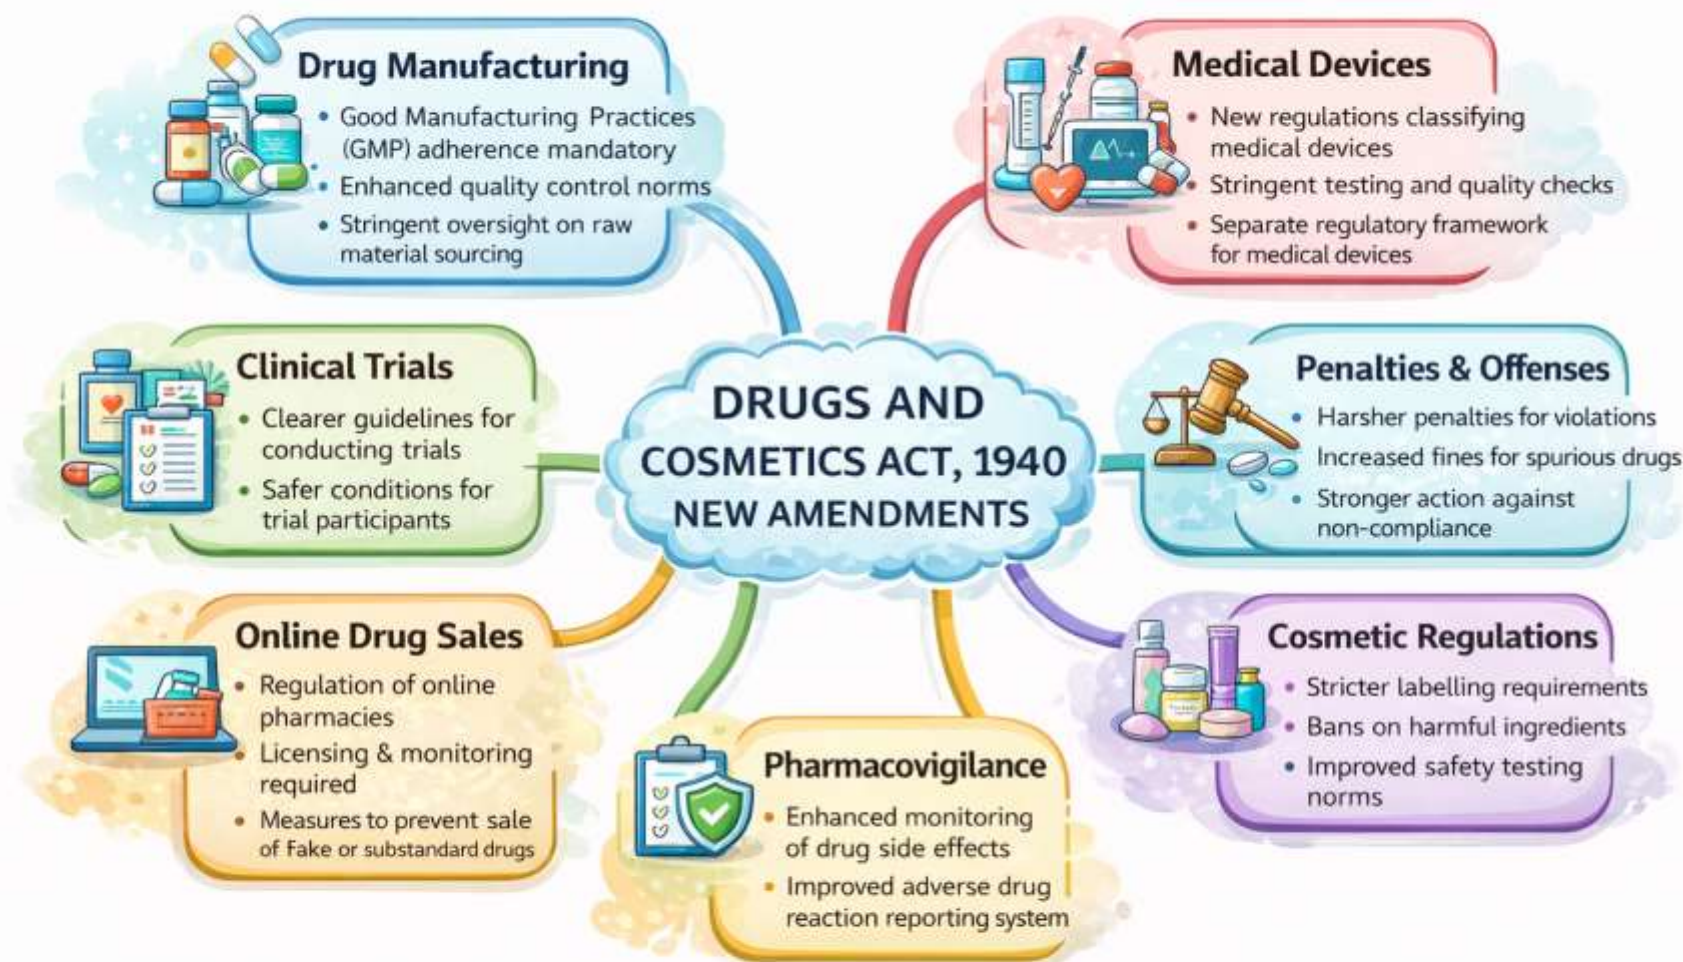 Drug Manufacturing
• Good Manufacturing Practices
(GMP) adherence mandatory
• Enhanced quality control norms
• Stringent oversight on raw
material sourcing
Medical Devices
• New regulations classifying
medical devices
• Stringent testing and quality checks
• Separate regulatory framework
for medical devices
Clinical Trials
• Clearer guidelines for
conducting trials
• Safer conditions for
trial participants
DRUGS AND
COSMETICS ACT, 1940
NEW AMENDMENTS
Penalties & Offenses
• Harsher penalties for violations
Increased fines for spurious drugs
• Stronger action against
non-compliance
Online Drug Sales
• Regulation of online
pharmacies
• Licensing & monitoring
required
• Measures to prevent sale
of Fake or substandard drugs
Pharmacovigilance
• Enhanced monitoring
of drug side effects
• Improved adverse drug
reaction reporting system
Cosmetic Regulations
• Stricter labelling requirements
• Bans on harmful ingredients
• Improved safety testing
norms